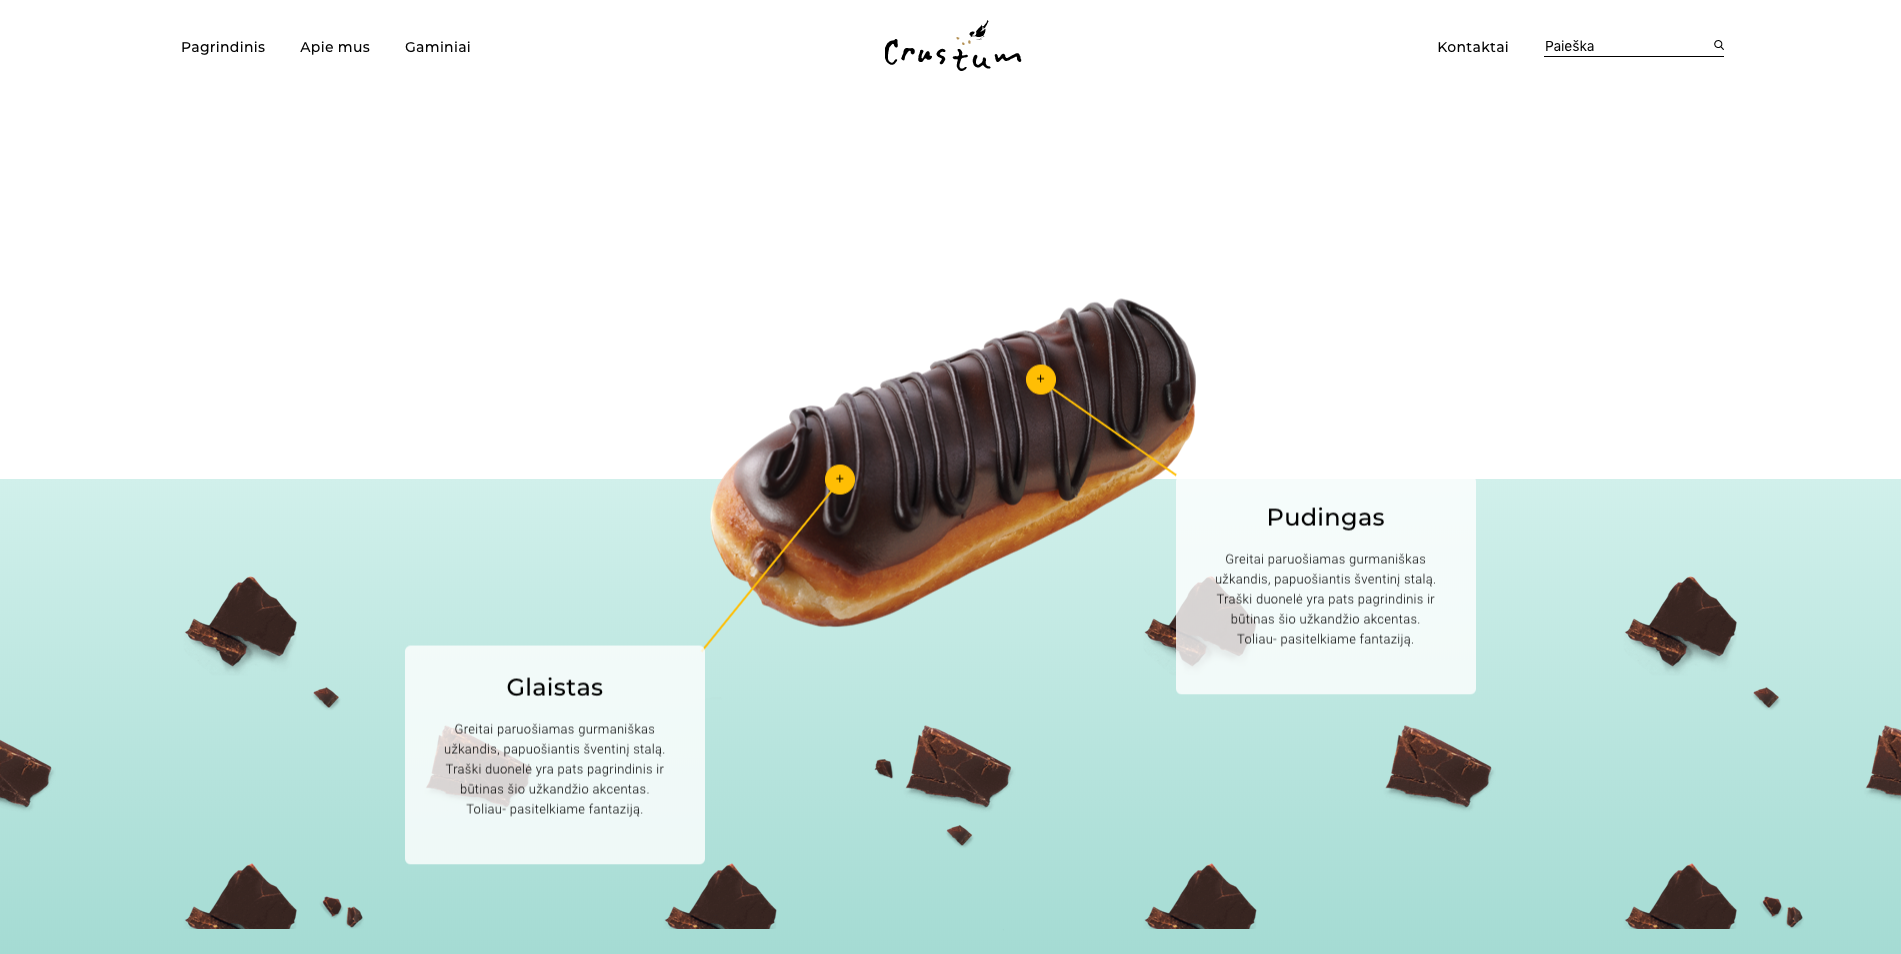 Pagrindinis
Apie mus
Gaminiai
Crustum
Kontaktai
Paieška
+
+
Pudingas
Greitai paruošiamas gurmaniškas
užkandis, papuošiantis šventinį stalą.
Traški duonelė yra pats pagrindinis ir
būtinas šio užkandžio akcentas.
Toliau- pasitelkiame fantaziją.
Glaistas
Greitai paruošiamas gurmaniškas
užkandis, papuošiantis šventinį stalą.
Traški duonelė yra pats pagrindinis ir
būtinas šio užkandžio akcentas.
Toliau- pasitelkiame fantaziją.